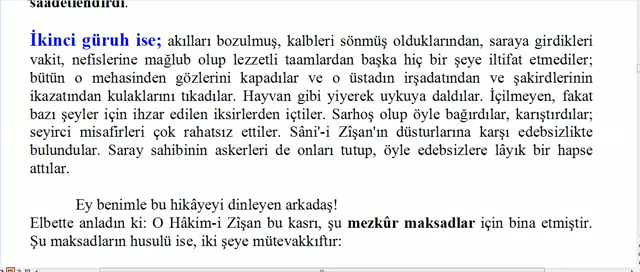 saadetlendirdi.
İkinci güruh ise; akılları bozulmuş, kalbleri sönmüş olduklarından, saraya girdikleri
vakit, nefislerine mağlub olup lezzetli taamlardan başka hiç bir şeye iltifat etmediler;
bütün o mehasinden gözlerini kapadılar ve o üstadın irşadatından ve şakirdlerinin
ikazatından kulaklarını tıkadılar. Hayvan gibi yiyerek uykuya daldılar. İçilmeyen, fakat
bazı şeyler için ihzar edilen iksirlerden içtiler. Sarhoş olup öyle bağırdılar, karıştırdılar;
seyirci misafirleri çok rahatsız ettiler. Sâni'-i Zîşan'ın düsturlarına karşı edebsizlikte
bulundular. Saray sahibinin askerleri de onları tutup, öyle edebsizlere lâyık bir hapse
attılar.
Ey benimle bu hikâyeyi dinleyen arkadaş!
Elbette anladın ki: O Hâkim-i Zîşan bu kasrı, şu mezkûr maksadlar için bina etmiştir.
Şu maksadların husulü ise, iki şeye mütevakkıftır: